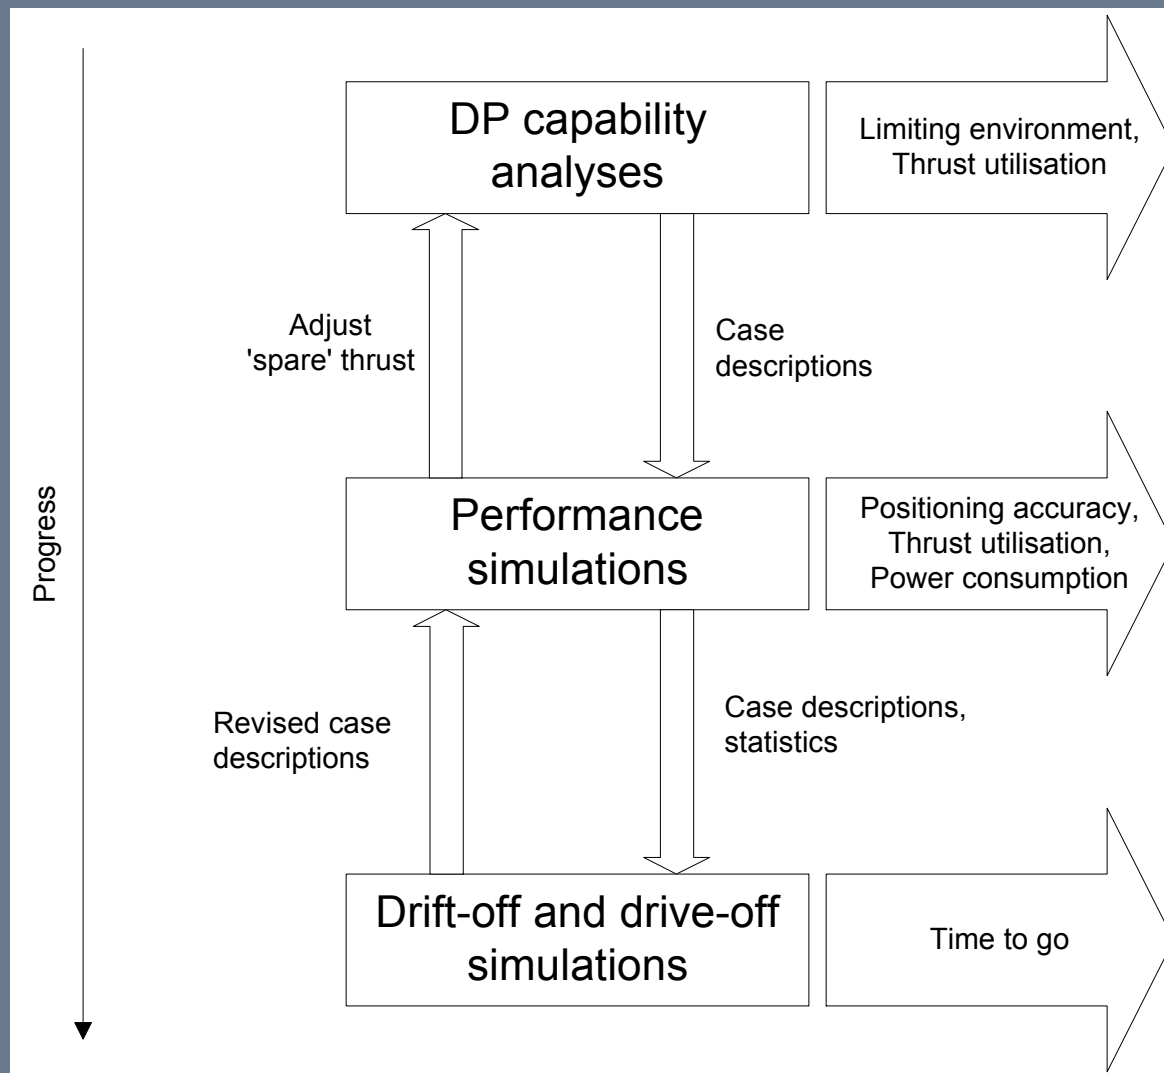 DP capability
analyses
Limiting environment,
Thrust utilisation
Adjust
'spare' thrust
Case
descriptions
Progress
Performance
simulations
Positioning accuracy,
Thrust utilisation,
Power consumption
Revised case
descriptions
Case descriptions,
statistics
Drift-off and drive-off
simulations
Time to go